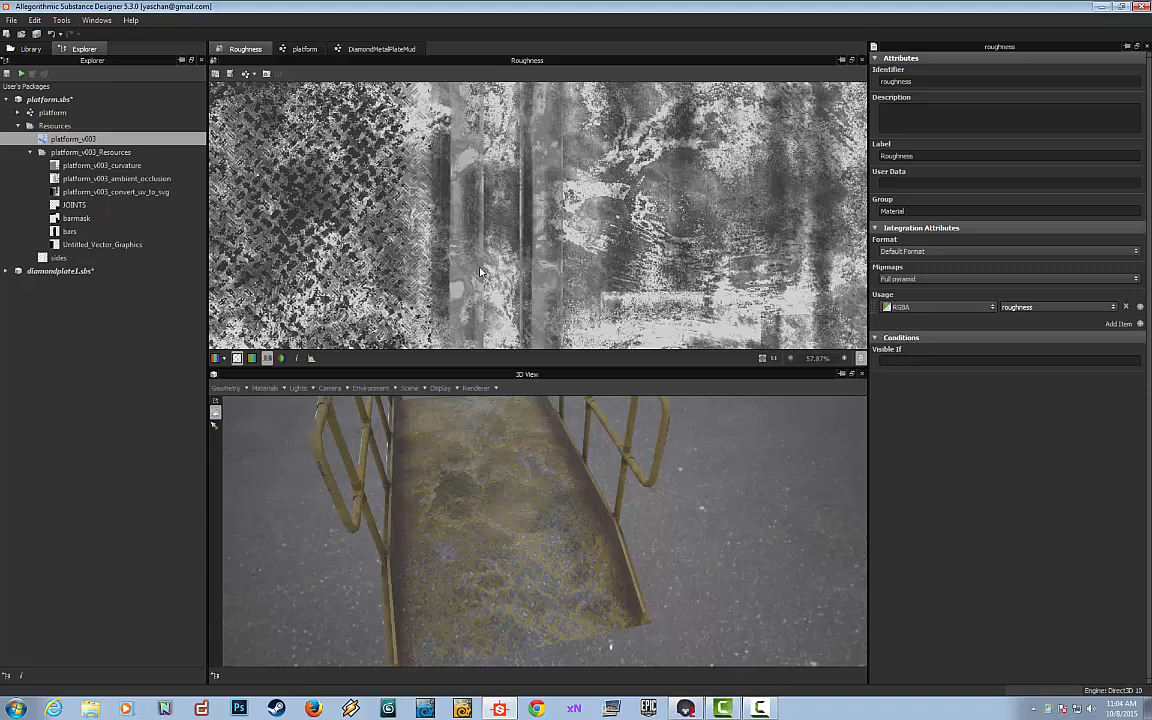 Allegorithmic Substance Designer 5.3.0 [yaschan@gmail.com]
File Edit Tools Windows Help
Library Explorer Roughness platform DiamondMetalPlateMud roughness
Explorer Roughness Attributes
Identifier
roughness
User's Packages
platform.sbs*
platform
Resources
platform_v003
platform_v003_Resources
platform_v003_curvature
platform_v003_ambient_occlusion
platform_v003_convert_uv_to_svg
JOINTS
barmask
bars
Untitled_Vector_Graphics
sides
diamondplate1.sbs*
Description
Label
Roughness
User Data
Group
Material
Integration Attributes
Format
Default Format
Mipmaps
Full pyramid
Usage
RGBA roughness
Add Item
Conditions
Visible If
1:1 57.87%
3D View
Geometry Materials Lights Camera Environment Scene Display Renderer
Engine: Direct3D 10
11:04 AM
10/8/2015